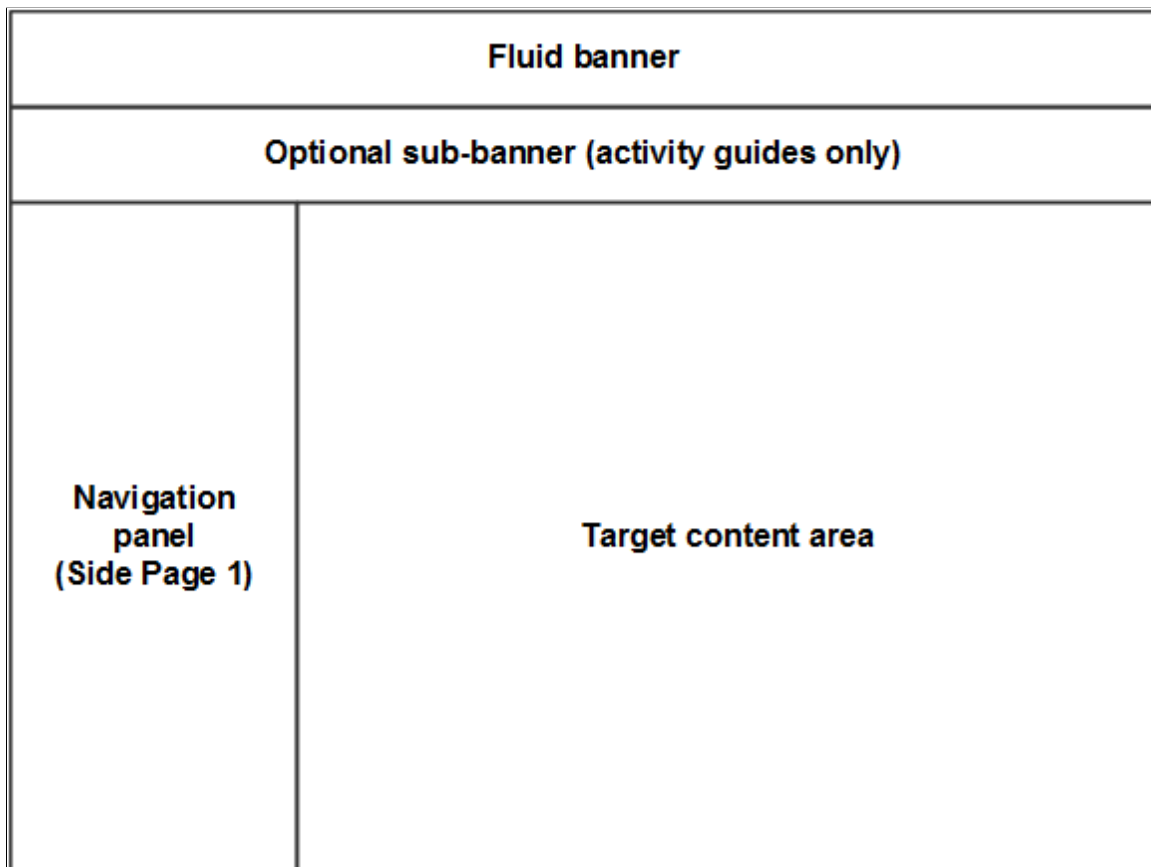 Fluid banner
Optional sub-banner (activity guides only)
Navigation
panel
(Side Page 1)
Target content area